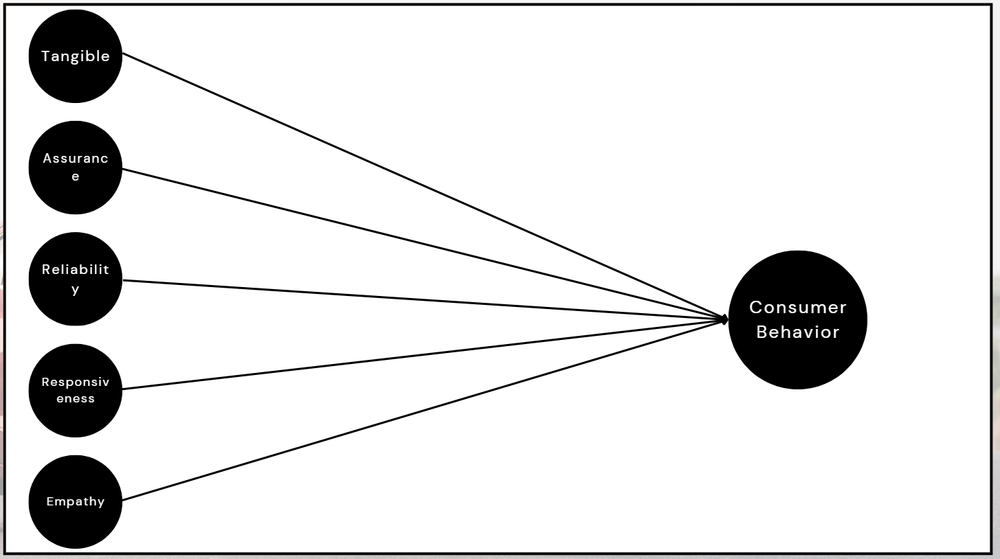 Tangible
Assuranc
e
Reliabilit
y
Responsiv
eness
Empathy
Consumer
Behavior